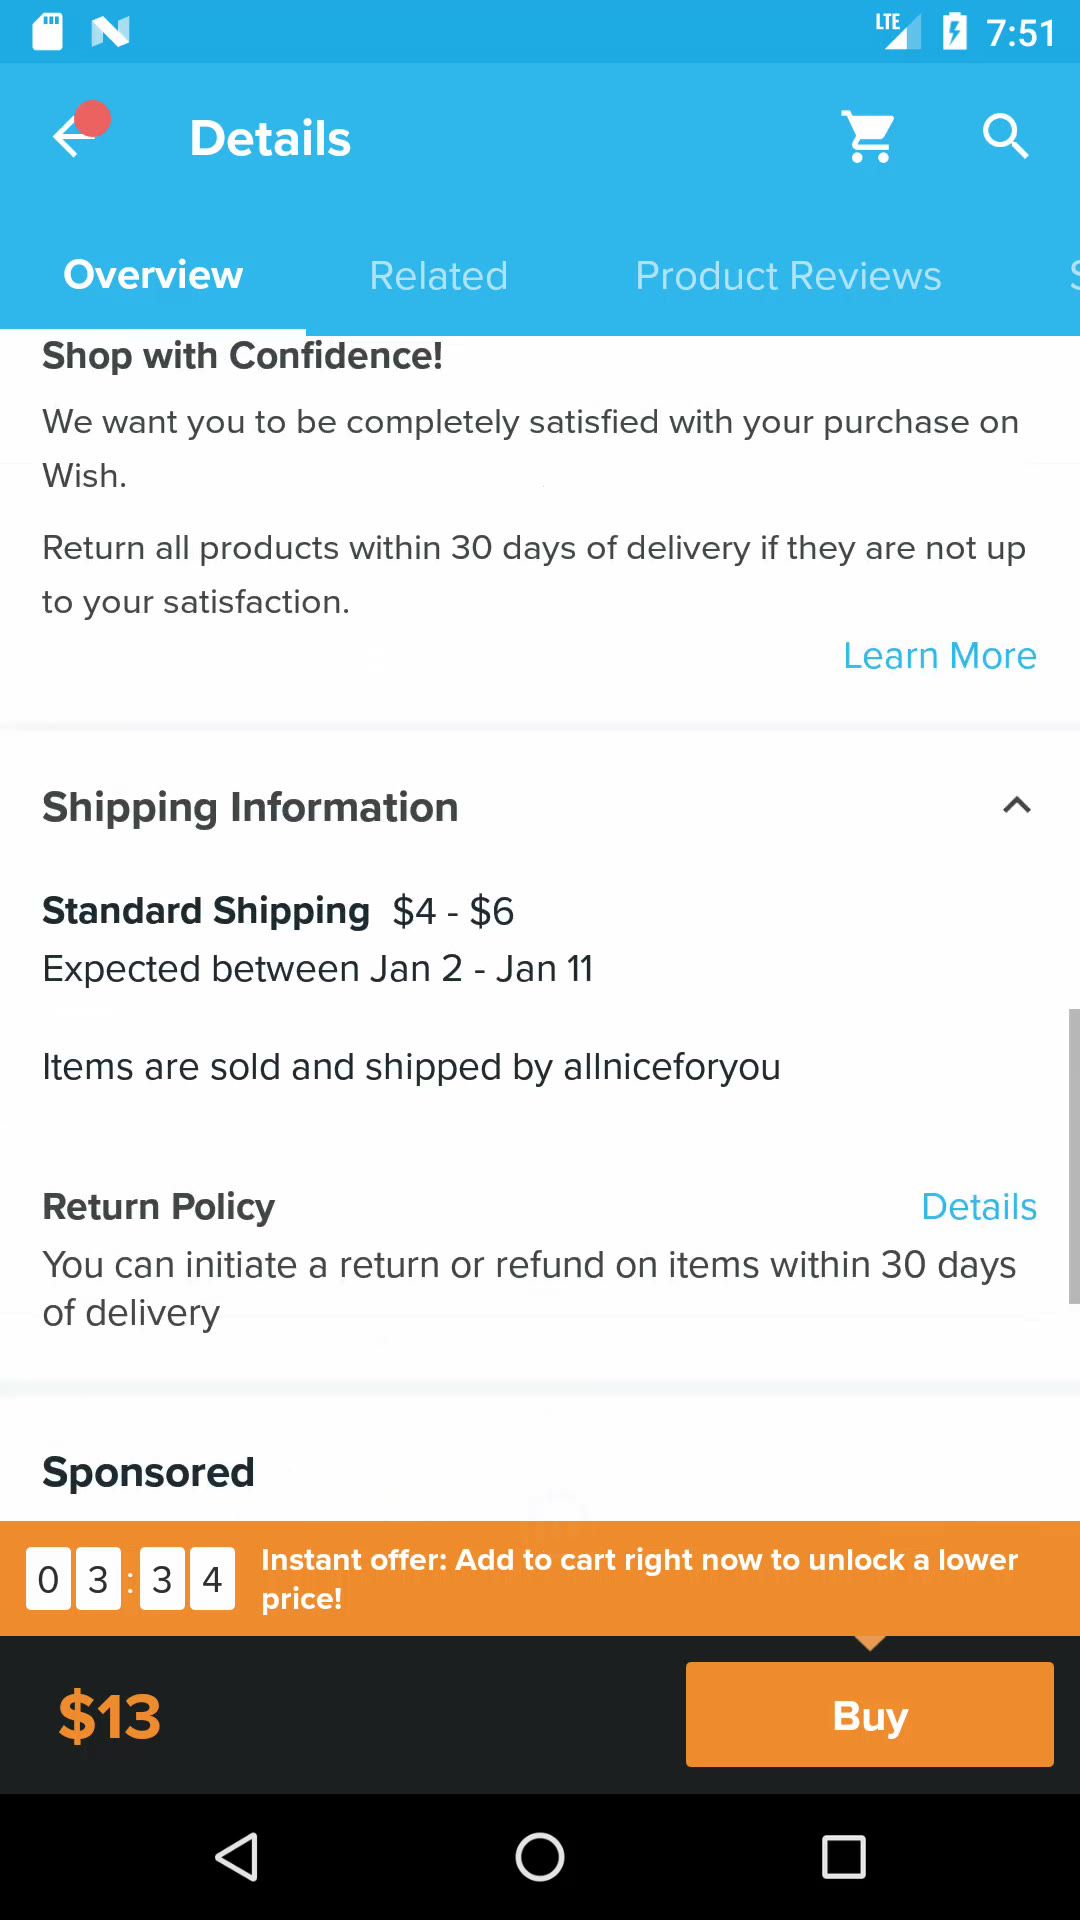 LTE 7:51
Details
Overview Related Product Reviews
Shop with Confidence!
We want you to be completely satisfied with your purchase on
Wish.
Return all products within 30 days of delivery if they are not up
to your satisfaction.
Learn More
Shipping Information
Standard Shipping $4 - $6
Expected between Jan 2 - Jan 11
Items are sold and shipped by allniceforyou
Return Policy Details
You can initiate a return or refund on items within 30 days
of delivery
Sponsored
03:34 Instant offer: Add to cart right now to unlock a lower
price!
$13 Buy